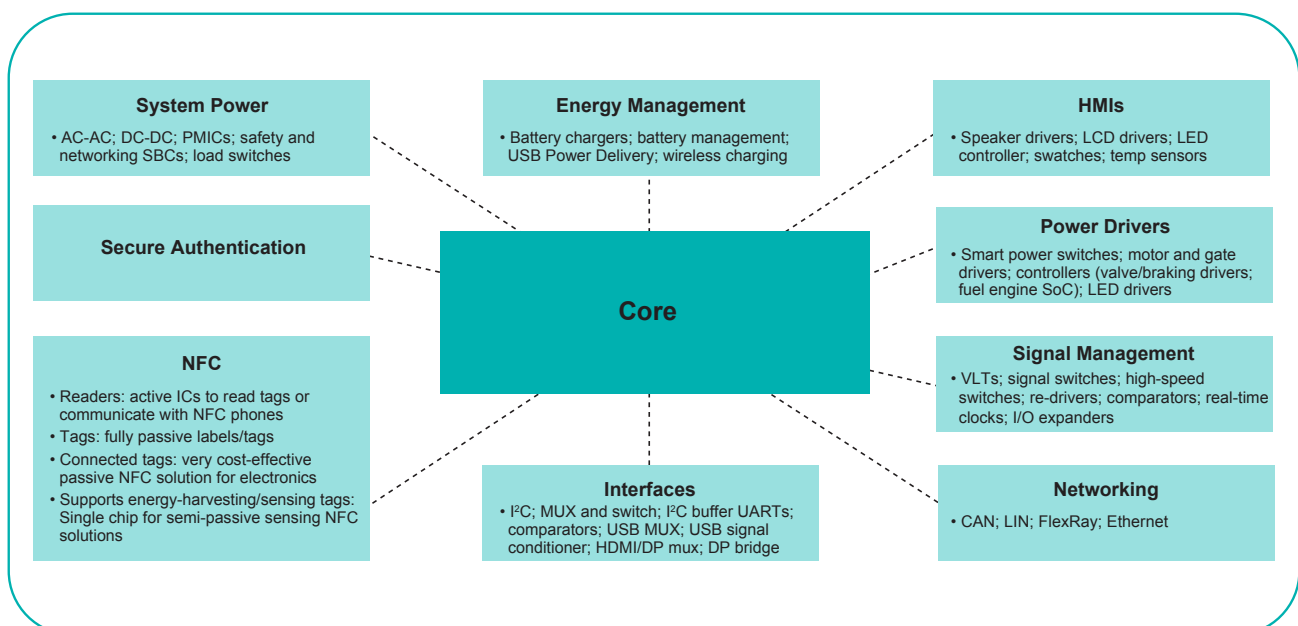 System Power
• AC-AC; DC-DC; PMICs; safety and
networking SBCs; load switches
Energy Management
• Battery chargers; battery management;
USB Power Delivery; wireless charging
HMIs
• Speaker drivers; LCD drivers; LED
controller; swatches; temp sensors
Secure Authentication
Power Drivers
• Smart power switches; motor and gate
drivers; controllers (valve/braking drivers;
fuel engine SoC); LED drivers
Core
NFC
• Readers: active ICs to read tags or
communicate with NFC phones
• Tags: fully passive labels/tags
• Connected tags: very cost-effective
passive NFC solution for electronics
• Supports energy-harvesting/sensing tags:
Single chip for semi-passive sensing NFC
solutions
Signal Management
• VLTs; signal switches; high-speed
switches; re-drivers; comparators; real-time
clocks; I/O expanders
Interfaces
• I²C; MUX and switch; I²C buffer UARTs;
comparators; USB MUX; USB signal
conditioner; HDMI/DP mux; DP bridge
Networking
• CAN; LIN; FlexRay; Ethernet